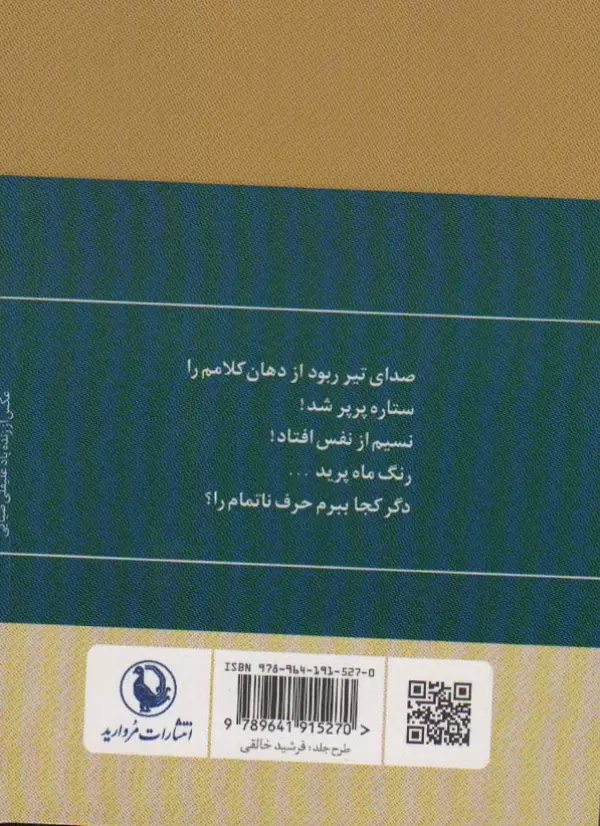 صدای تیر ربود از دهان کلامم را
ستاره پرپر شد!
نسیم از نفس افتاد!
رنگ ماه پرید ...
دگر کجا ببرم حرف ناتمام را؟
عکس از زنده یاد علیقلی ضیایی
ISBN 978-964-191-527-0
9 789641 915270 >
طرح جلد: فرشید خالقی
انتشارات مروارید